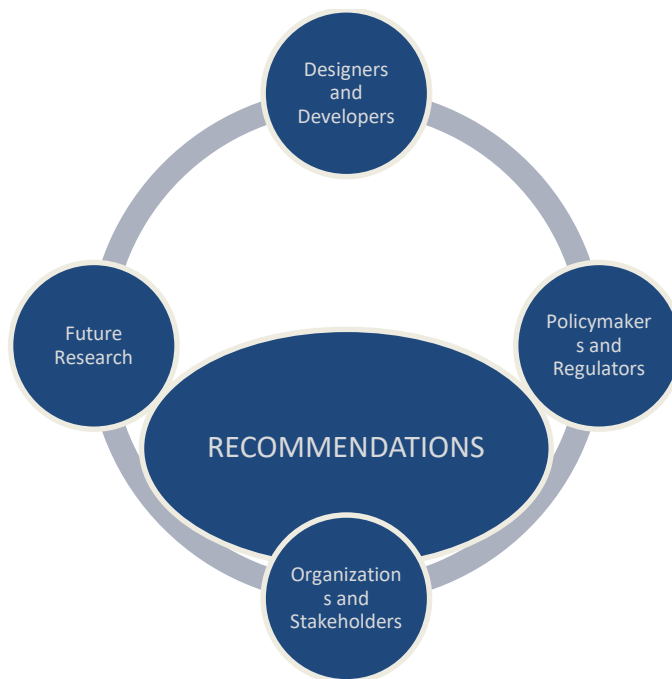 Designers
and
Developers
Future
Research
Policymaker
s and
Regulators
RECOMMENDATIONS
Organization
s and
Stakeholders